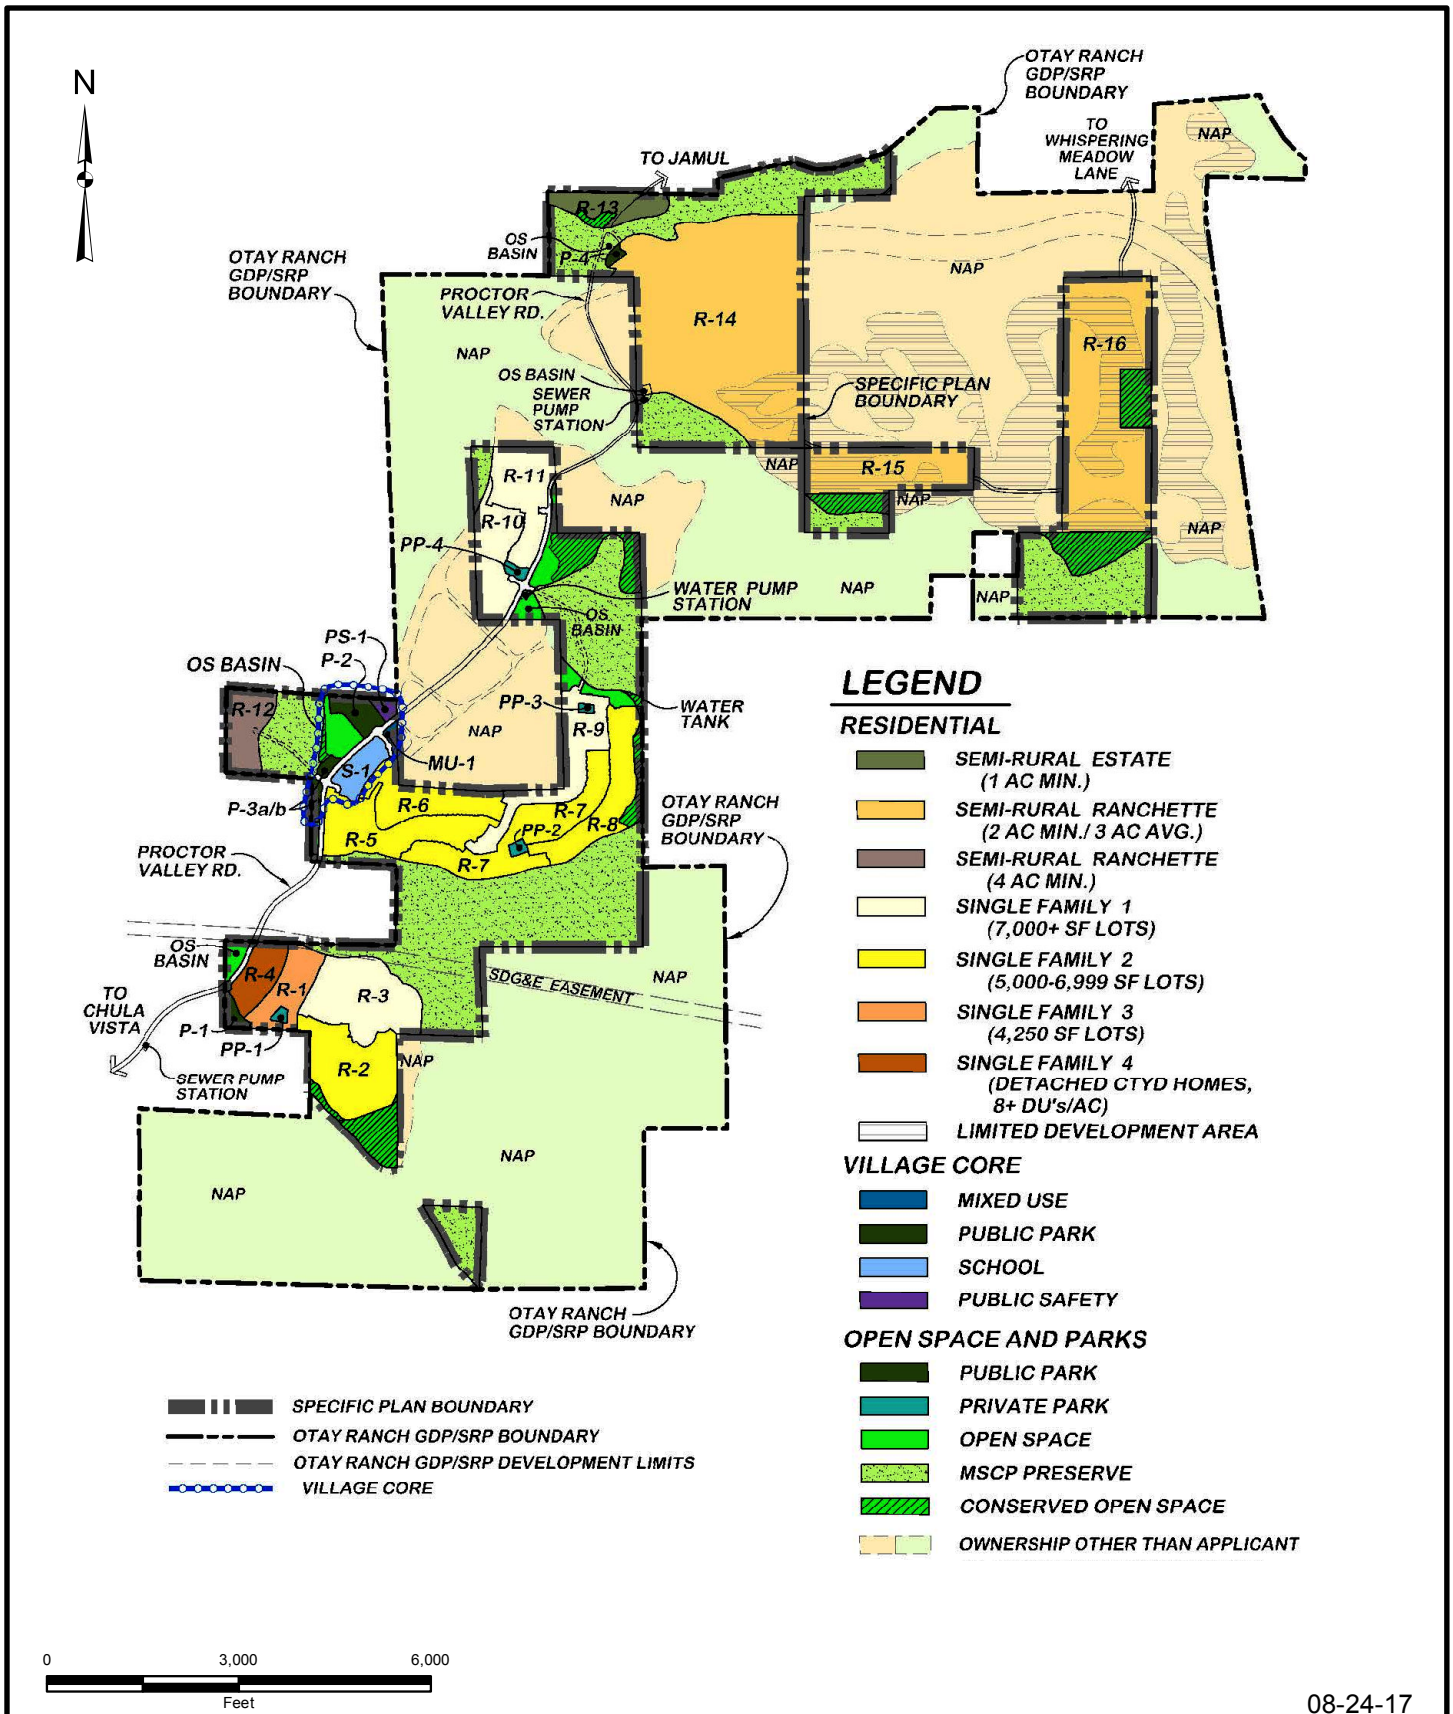 N
OTAY RANCH
GDP/SRP
BOUNDARY
TO
WHISPERING
MEADOW
LANE
NAP
TO JAMUL
R-13
OS
BASIN
P-4
OTAY RANCH
GDP/SRP
BOUNDARY
PROCTOR
VALLEY RD.
NAP
R-14
NAP
R-16
OS BASIN
SEWER
PUMP
STATION
SPECIFIC PLAN
BOUNDARY
R-11
NAP
R-15
NAP
NAP
R-10
NAP
PP-4
WATER PUMP
STATION
NAP
NAP
OS
BASIN
PS-1
P-2
OS BASIN
R-12
PP-3
WATER
TANK
R-9
NAP
MU-1
S-1
P-3a/b
R-6
R-7
R-8
R-5
PP-2
R-7
OTAY RANCH
GDP/SRP
BOUNDARY
PROCTOR
VALLEY RD.
OS
BASIN
R-4
R-1
R-3
SDG&E EASEMENT
NAP
TO
CHULA
VISTA
P-1
PP-1
R-2
NAP
SEWER PUMP
STATION
NAP
NAP
OTAY RANCH
GDP/SRP BOUNDARY
LEGEND
RESIDENTIAL
SEMI-RURAL ESTATE
(1 AC MIN.)
SEMI-RURAL RANCHETTE
(2 AC MIN./ 3 AC AVG.)
SEMI-RURAL RANCHETTE
(4 AC MIN.)
SINGLE FAMILY 1
(7,000+ SF LOTS)
SINGLE FAMILY 2
(5,000-6,999 SF LOTS)
SINGLE FAMILY 3
(4,250 SF LOTS)
SINGLE FAMILY 4
(DETACHED CTYD HOMES,
8+ DU's/AC)
LIMITED DEVELOPMENT AREA
VILLAGE CORE
MIXED USE
PUBLIC PARK
SCHOOL
PUBLIC SAFETY
OPEN SPACE AND PARKS
PUBLIC PARK
PRIVATE PARK
OPEN SPACE
MSCP PRESERVE
CONSERVED OPEN SPACE
OWNERSHIP OTHER THAN APPLICANT
SPECIFIC PLAN BOUNDARY
OTAY RANCH GDP/SRP BOUNDARY
OTAY RANCH GDP/SRP DEVELOPMENT LIMITS
VILLAGE CORE
0 3,000 6,000
Feet
08-24-17